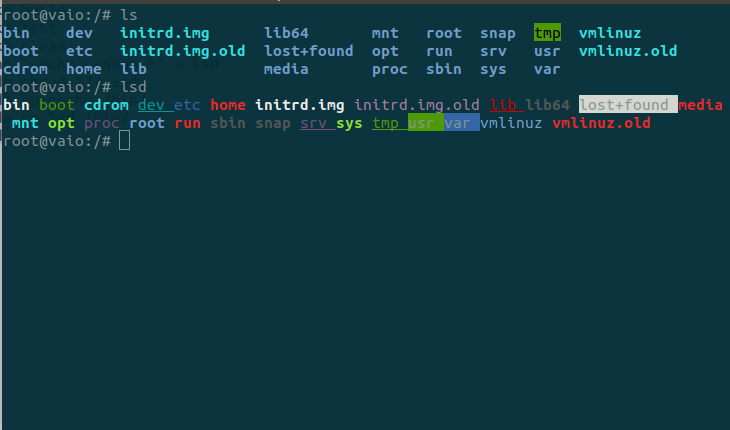 root@vaio:/# ls
bin    dev   initrd.img      lib64       mnt   root  snap  tmp  vmlinuz
boot   etc   initrd.img.old  lost+found  opt   run   srv   usr  vmlinuz.old
cdrom  home  lib             media       proc  sbin  sys   var
root@vaio:/# lsd
bin boot cdrom dev etc home initrd.img initrd.img.old lib lib64 lost+found media
mnt opt proc root run sbin snap srv sys tmp usr var vmlinuz vmlinuz.old
root@vaio:/#